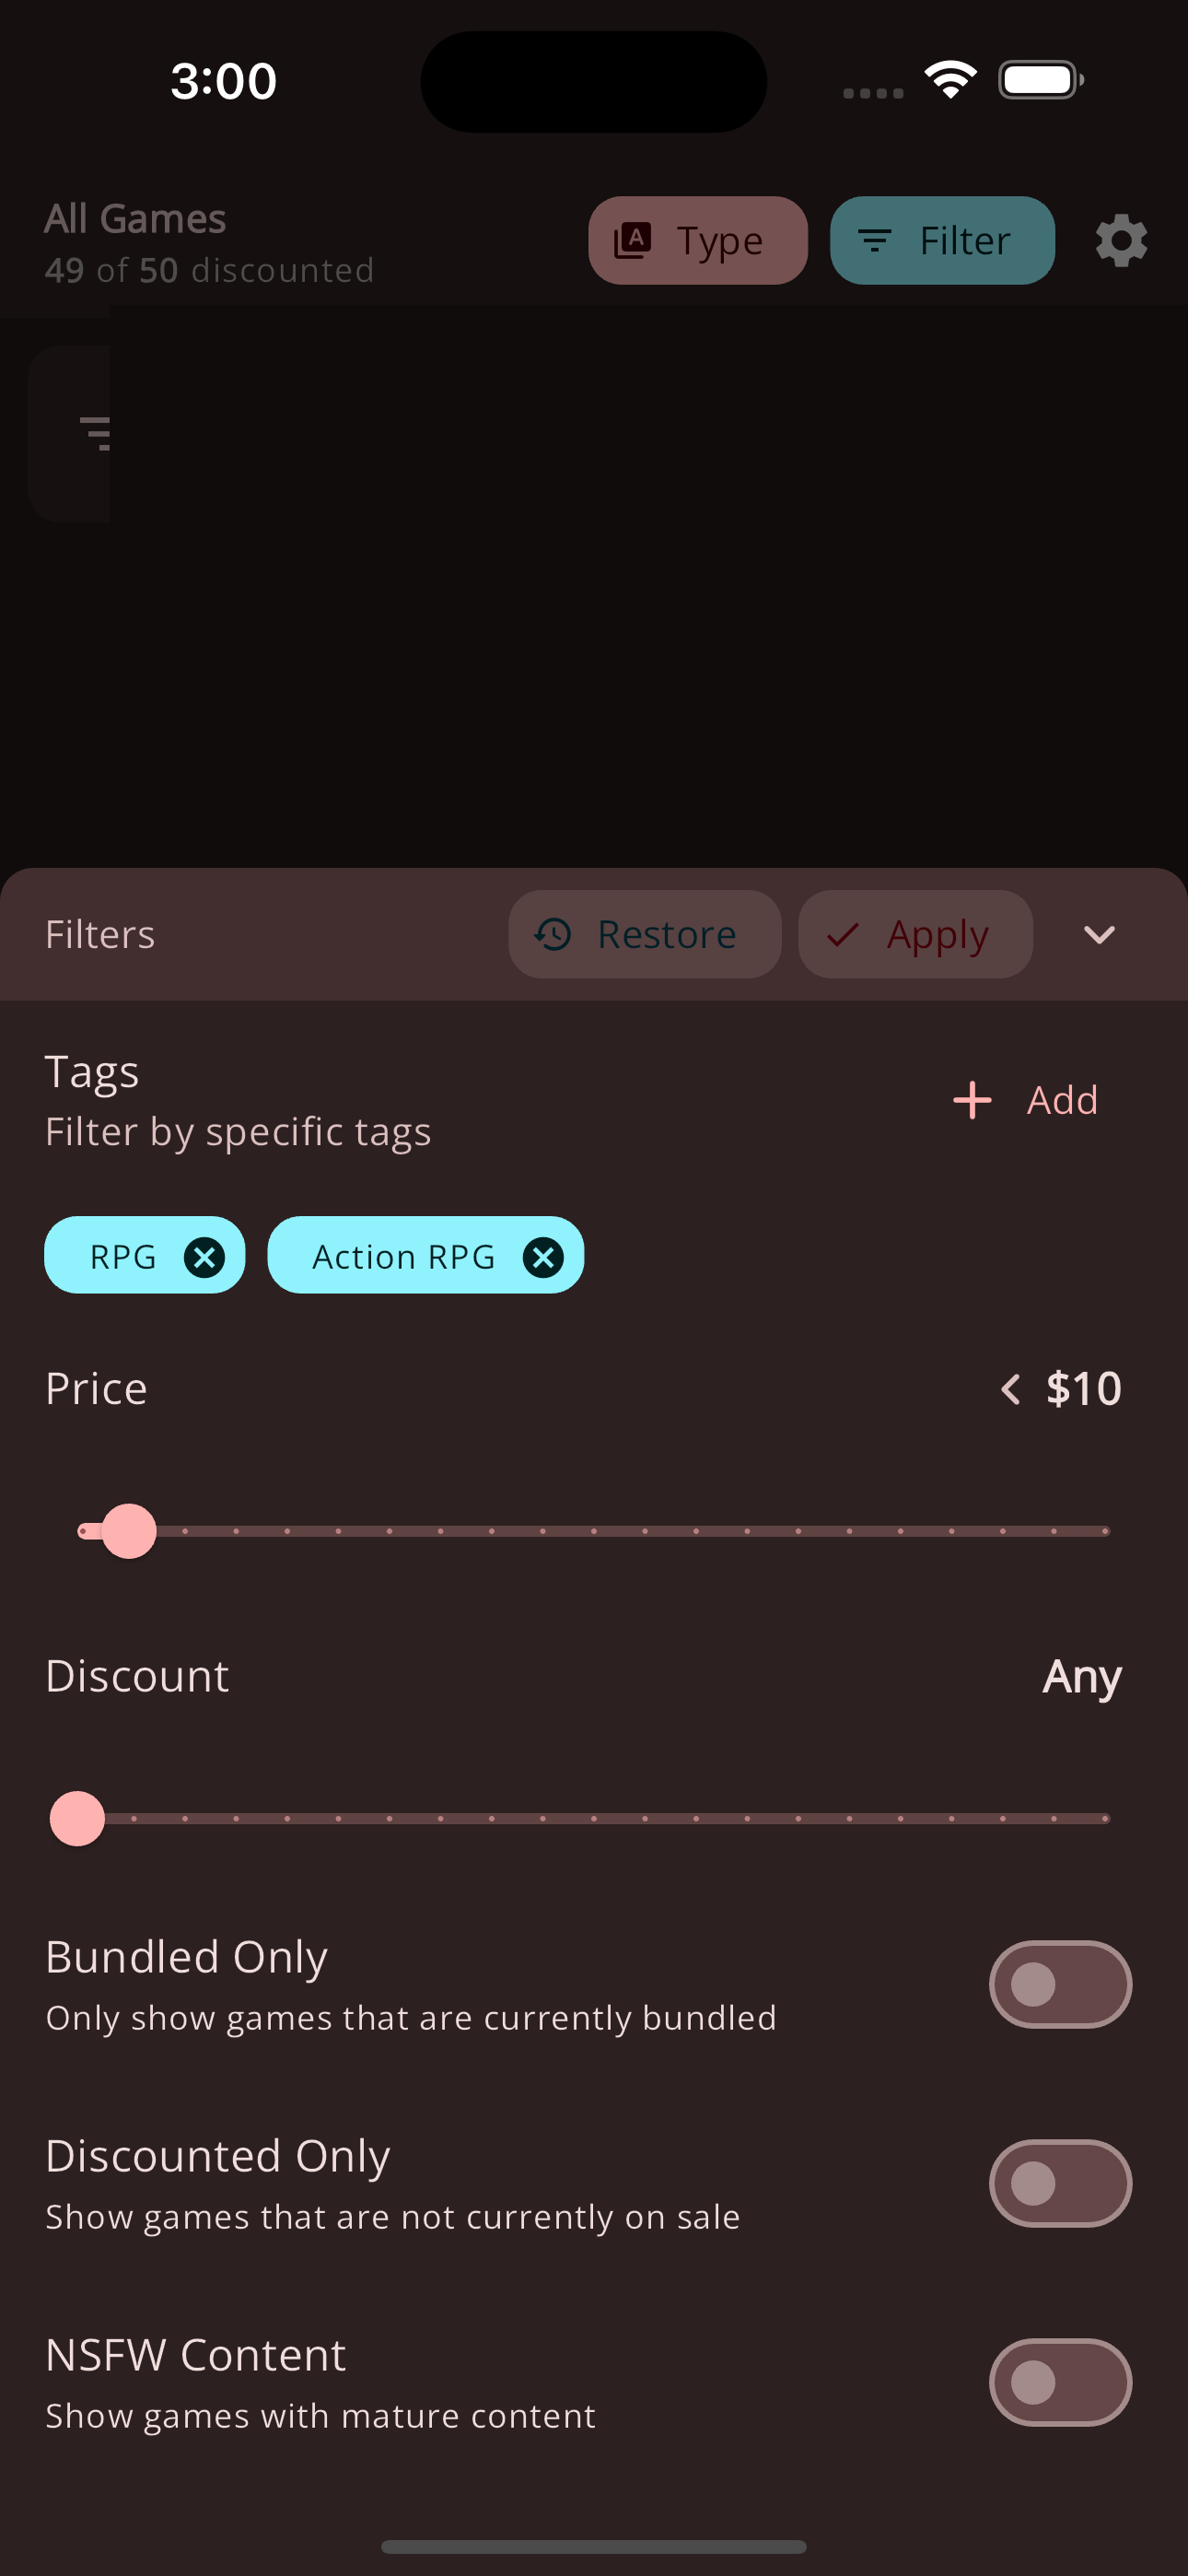 3:00
All Games
49 of 50 discounted
Type
Filter
Filters
Restore
Apply
Tags
Filter by specific tags
Add
RPG
Action RPG
Price
< $10
Discount
Any
Bundled Only
Only show games that are currently bundled
Discounted Only
Show games that are not currently on sale
NSFW Content
Show games with mature content